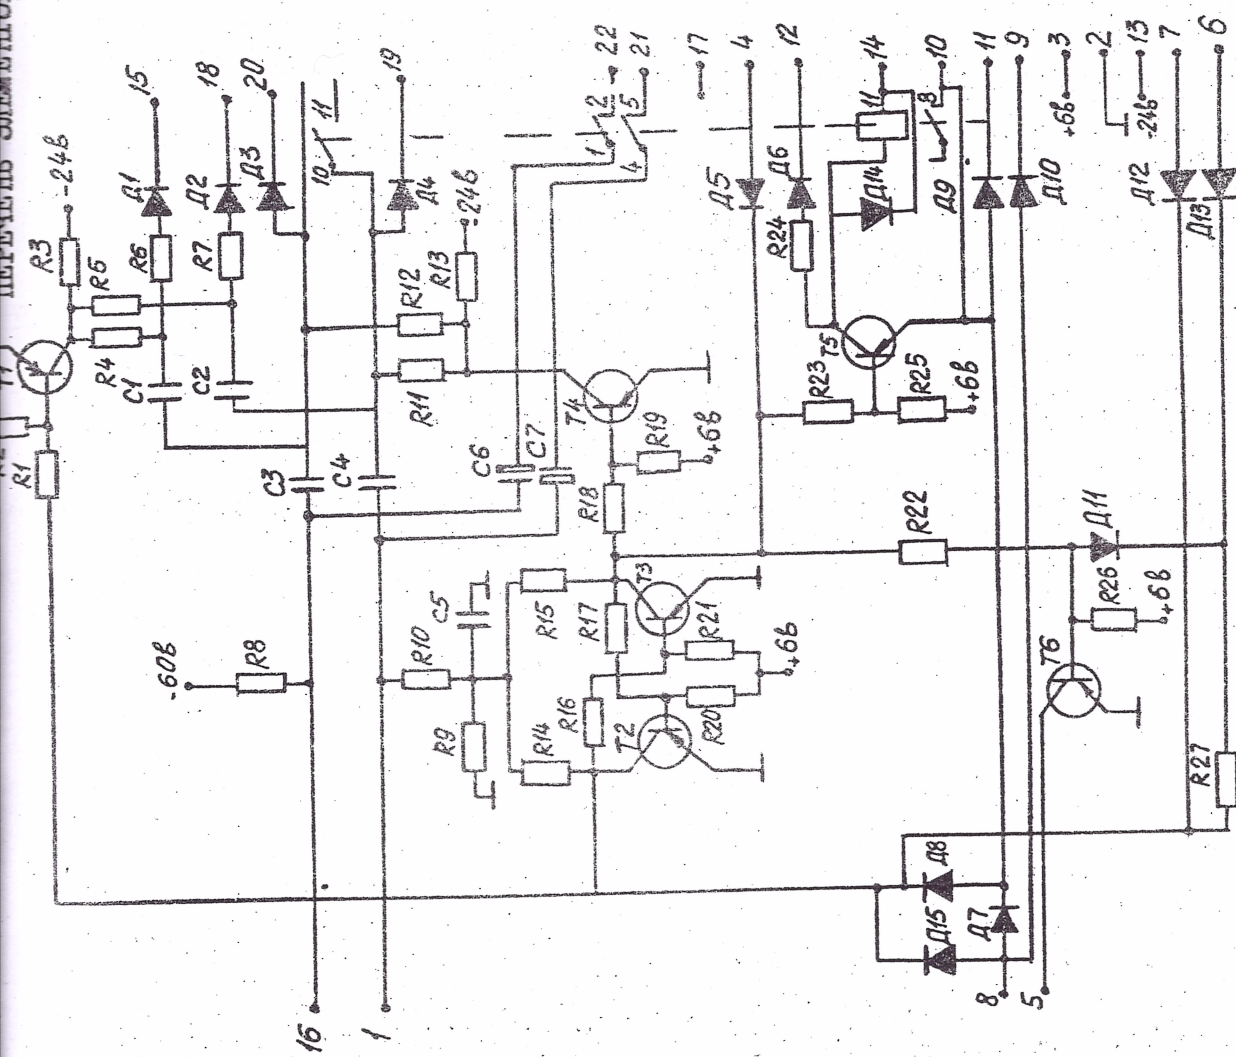 ПЕРЕЧЕНЬ ЭЛЕМЕНТОВ
-24в
R3
R5
R4
R1
15
Д1
R6
C1
18
Д2
R7
C2
20
Д3
10
11
19
Д4
-24в
R12
R13
R11
C3
C4
-60в
R8
16
1
22
21
1
2
4
5
C6
C7
T4
R19
+6в
R18
C5
R10
R9
R15
R14
R17
R16
T3
T2
R21
R20
+6в
17
4
Д5
12
Д6
R24
14
11
Д14
10
8
Д9
11
9
Д10
T5
R23
R25
+6в
R22
3
+6в
2
13
-24в
7
6
Д12
Д13
Д11
R26
+6в
T6
R27
Д8
Д15
Д7
8
5